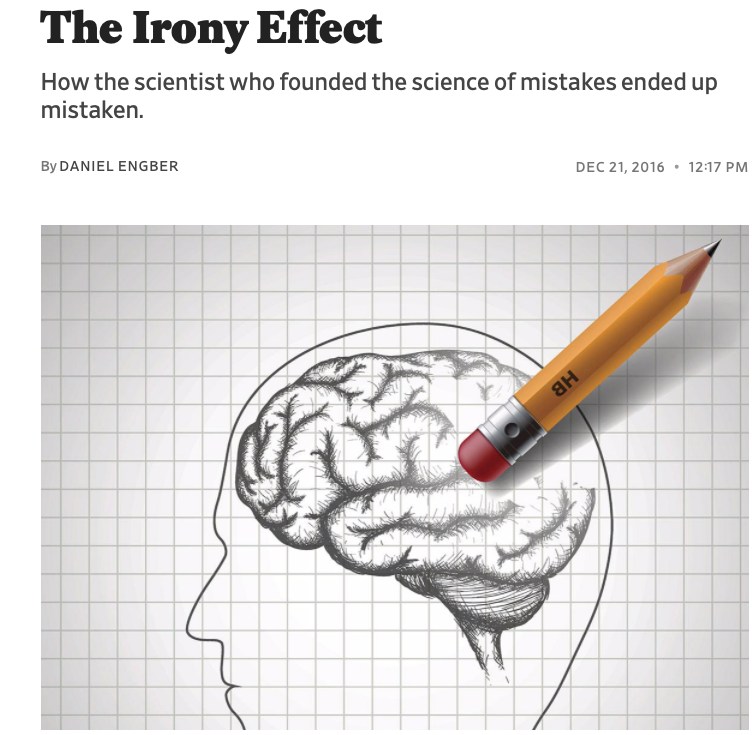 The Irony Effect
How the scientist who founded the science of mistakes ended up
mistaken.
By DANIEL ENGBER
DEC 21, 2016 • 12:17 PM
HB